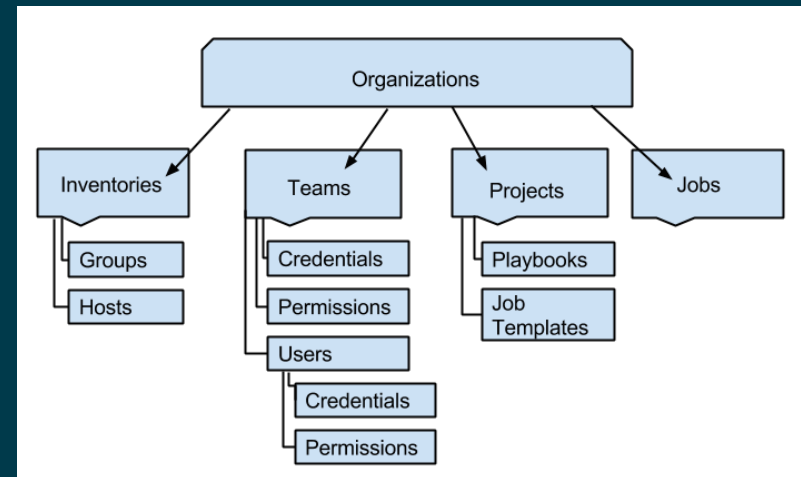 Organizations
Inventories
Teams
Projects
Jobs
Groups
Hosts
Credentials
Permissions
Users
Credentials
Permissions
Playbooks
Job
Templates